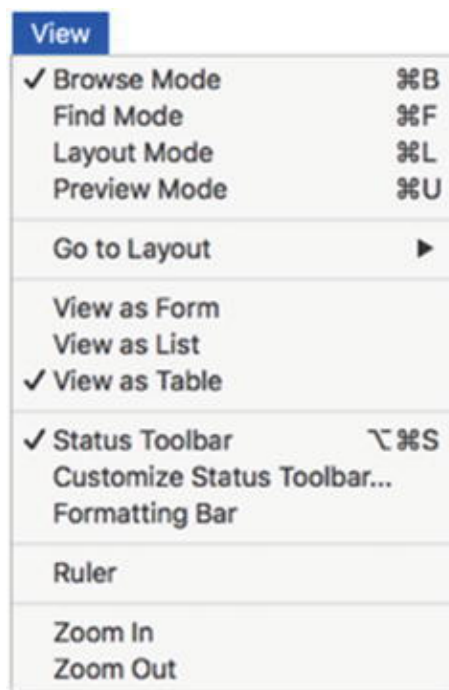 View
✓ Browse Mode ⌘B
Find Mode ⌘F
Layout Mode ⌘L
Preview Mode ⌘U
Go to Layout ▶
View as Form
View as List
✓ View as Table
✓ Status Toolbar ⌥⌘S
Customize Status Toolbar...
Formatting Bar
Ruler
Zoom In
Zoom Out